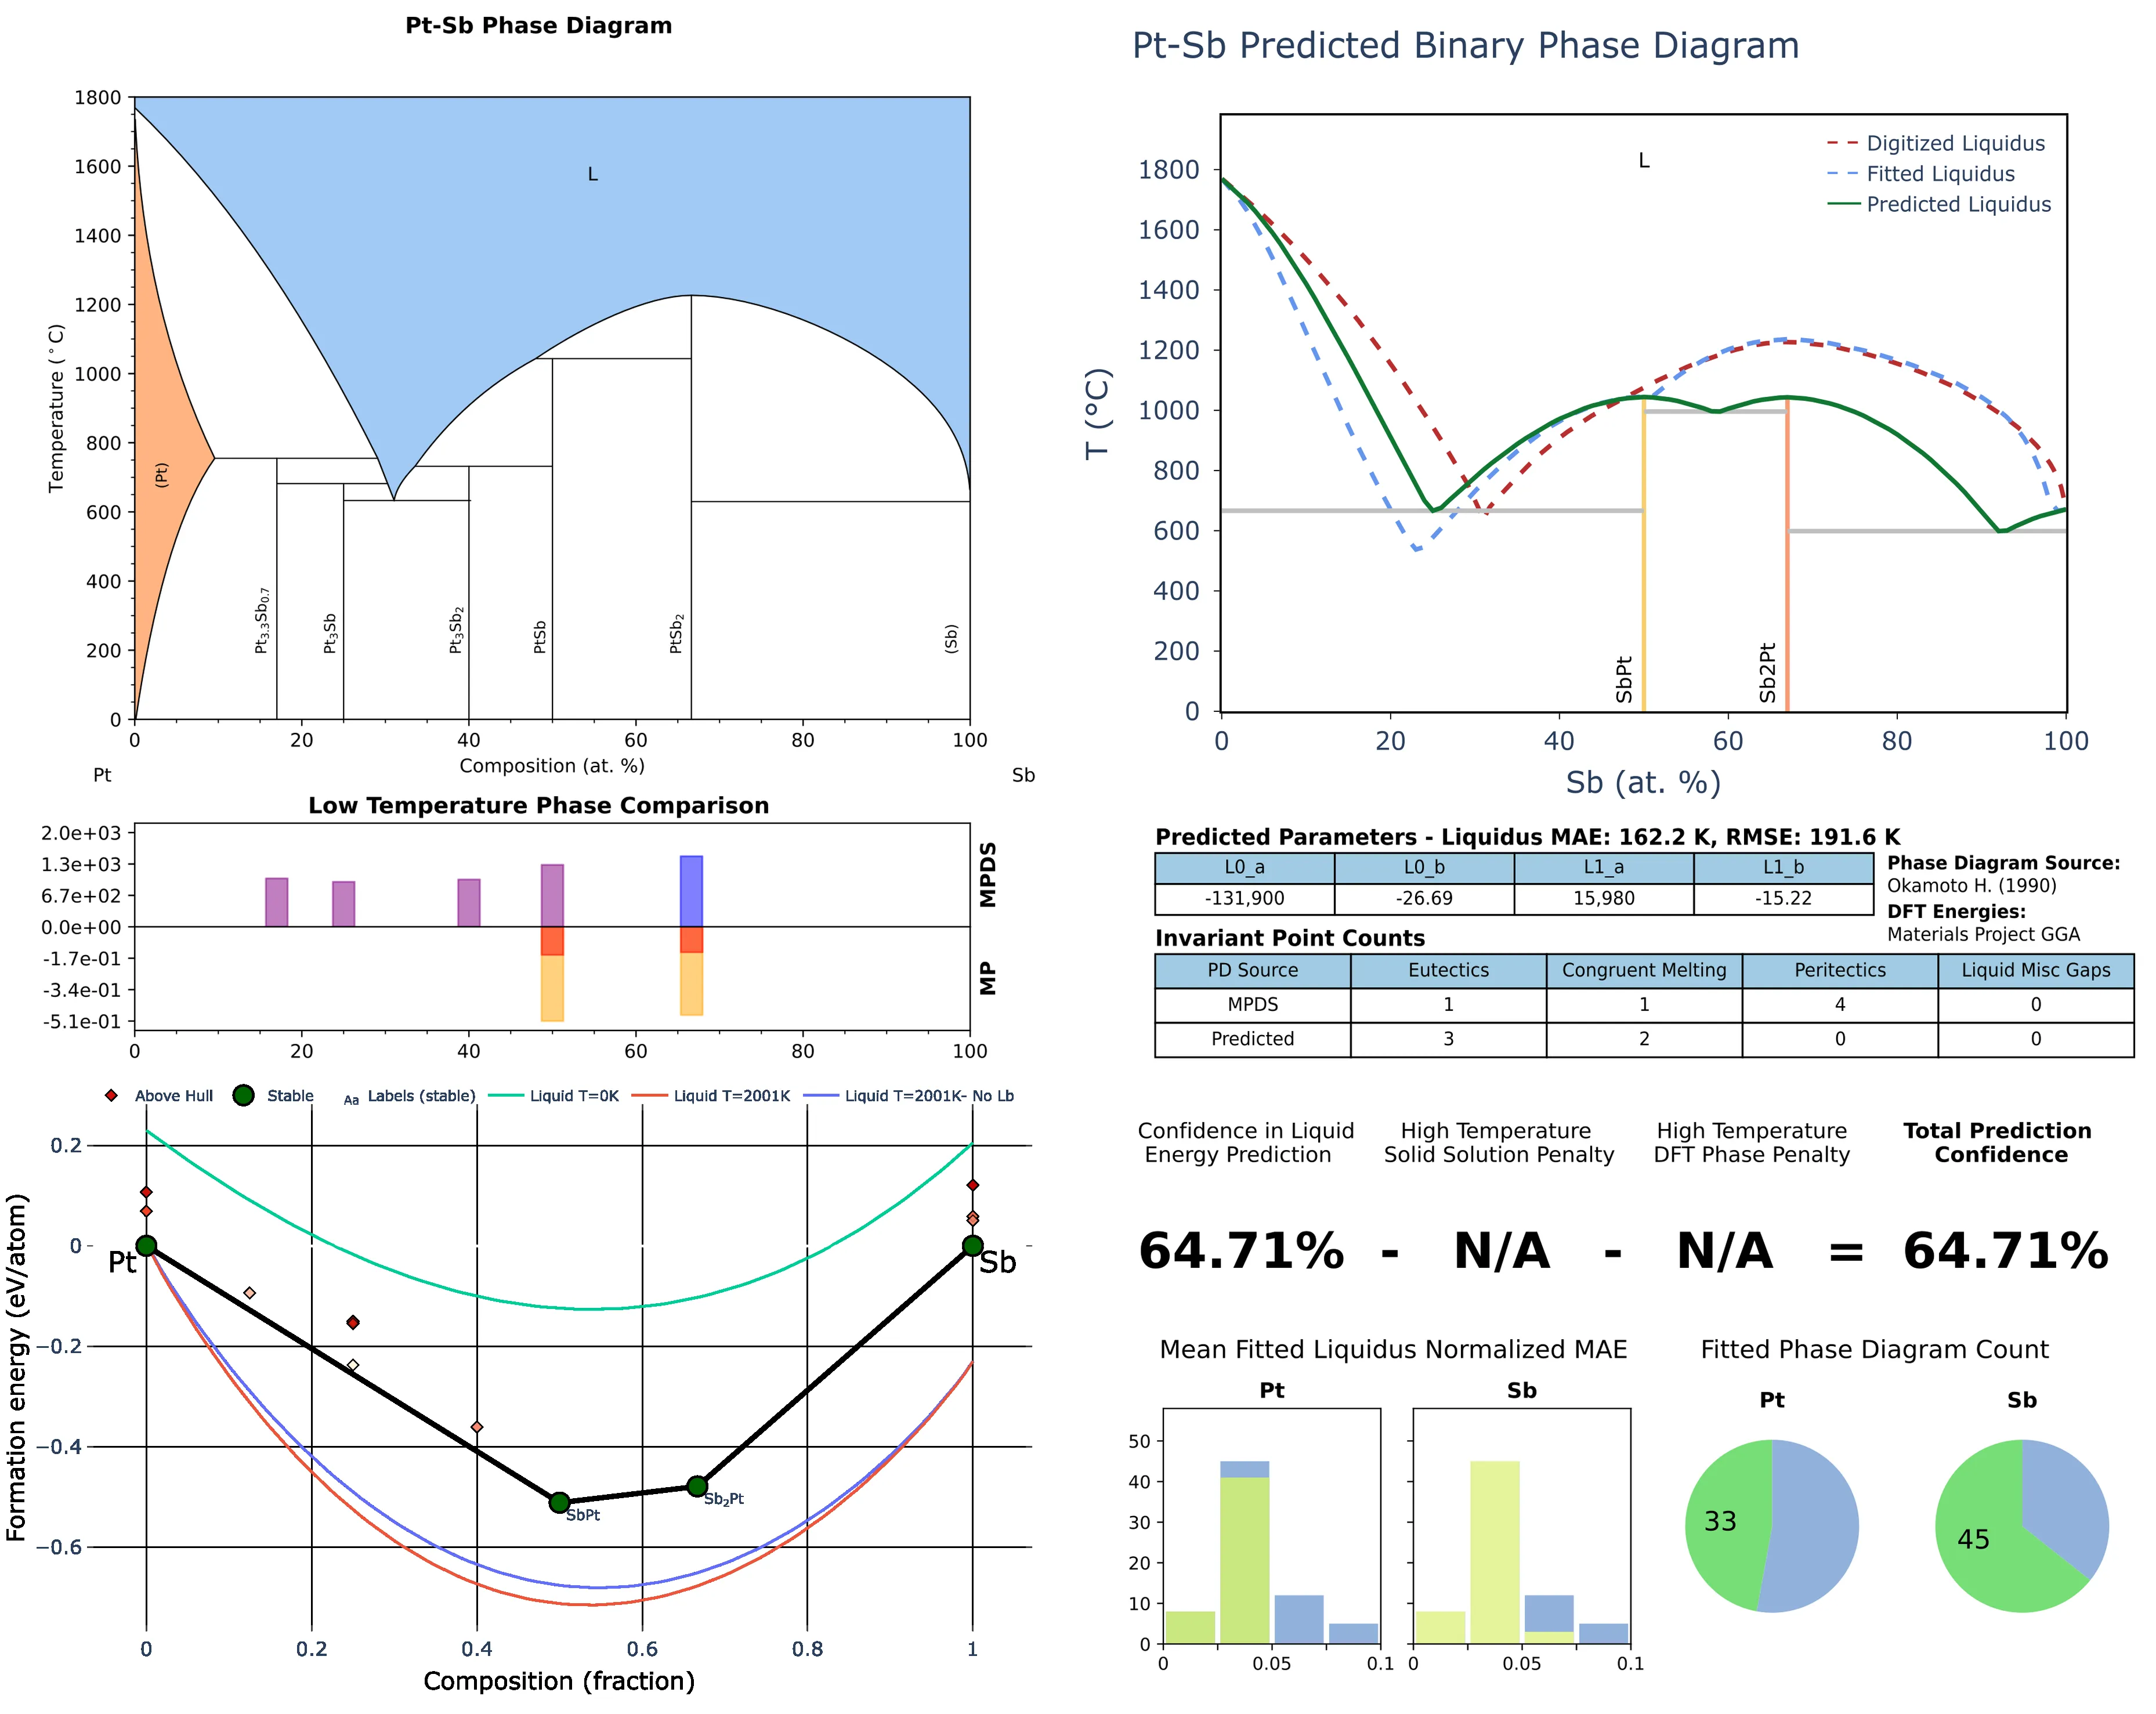 Pt-Sb Phase Diagram
1800
1600
1400
1200
1000
800
600
400
200
0
Temperature (°C)
L
(Pt)
Pt3.3Sb0.7
Pt3Sb
Pt3Sb2
PtSb
PtSb2
(Sb)
0 20 40 60 80 100
Composition (at. %)
Pt Sb
Pt-Sb Predicted Binary Phase Diagram
1800
1600
1400
1200
1000
800
600
400
200
0
T (°C)
L
Digitized Liquidus
Fitted Liquidus
Predicted Liquidus
SbPt
Sb2Pt
0 20 40 60 80 100
Sb (at. %)
Low Temperature Phase Comparison
2.0e+03
1.3e+03
6.7e+02
0.0e+00
-1.7e-01
-3.4e-01
-5.1e-01
MPDS
MP
0 20 40 60 80 100
Predicted Parameters - Liquidus MAE: 162.2 K, RMSE: 191.6 K
L0_a L0_b L1_a L1_b
-131,900 -26.69 15,980 -15.22
Phase Diagram Source:
Okamoto H. (1990)
DFT Energies:
Materials Project GGA
Invariant Point Counts
PD Source Eutectics Congruent Melting Peritectics Liquid Misc Gaps
MPDS 1 1 4 0
Predicted 3 2 0 0
Above Hull Stable Aa Labels (stable) Liquid T=0K Liquid T=2001K Liquid T=2001K- No Lb
0.2
0
−0.2
−0.4
−0.6
Formation energy (eV/atom)
Pt
Sb
SbPt
Sb2Pt
0 0.2 0.4 0.6 0.8 1
Composition (fraction)
Confidence in Liquid
Energy Prediction
High Temperature
Solid Solution Penalty
High Temperature
DFT Phase Penalty
Total Prediction
Confidence
64.71% - N/A - N/A = 64.71%
Mean Fitted Liquidus Normalized MAE
Pt Sb
50
40
30
20
10
0
0 0.05 0.1
0 0.05 0.1
Fitted Phase Diagram Count
Pt Sb
33 45